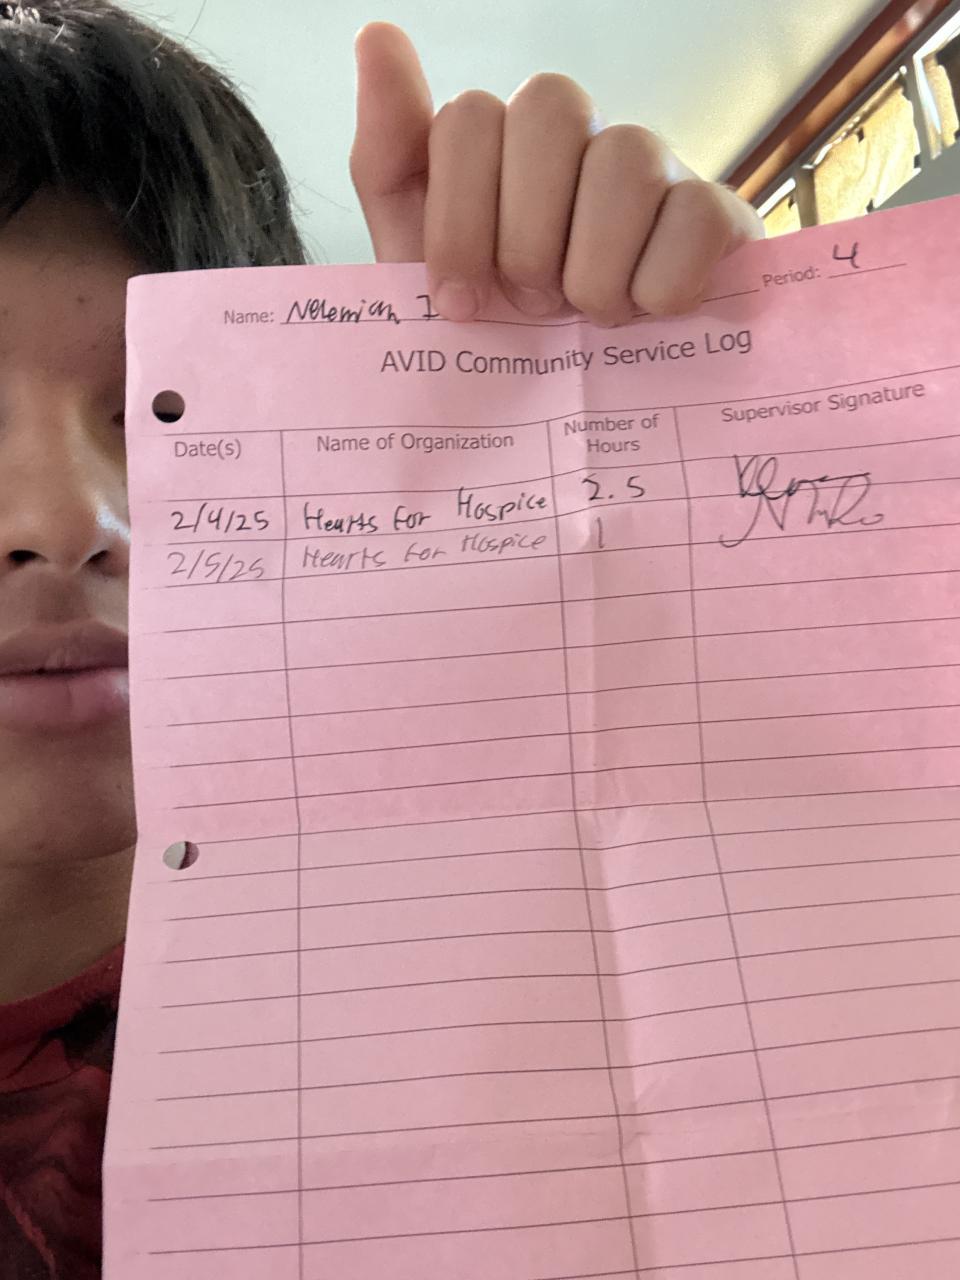 Name: Nehemiah I
Period: 4
AVID Community Service Log
Date(s) Name of Organization Number of Hours Supervisor Signature
2/4/25 Hearts for Hospice 2.5
2/5/25 Hearts for Hospice 1